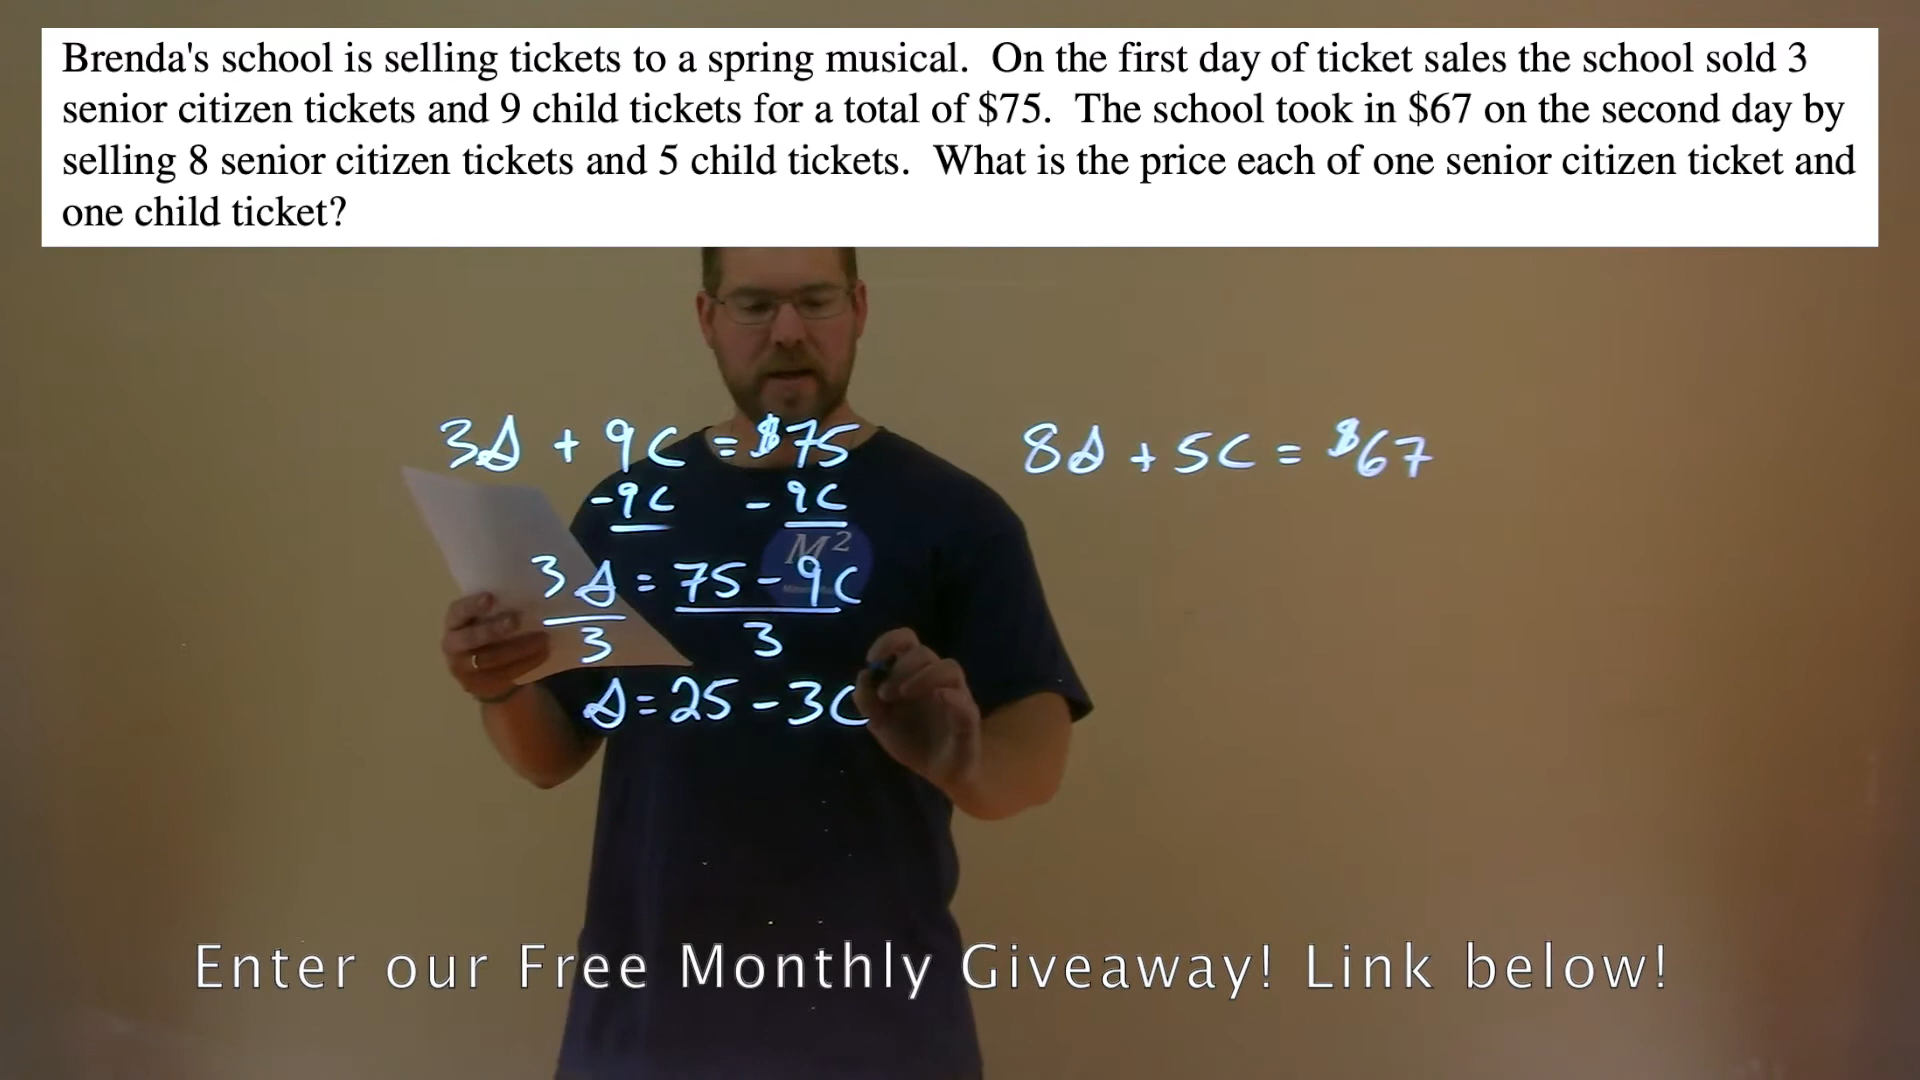 Brenda's school is selling tickets to a spring musical. On the first day of ticket sales the school sold 3
senior citizen tickets and 9 child tickets for a total of $75. The school took in $67 on the second day by
selling 8 senior citizen tickets and 5 child tickets. What is the price each of one senior citizen ticket and
one child ticket?
3s + 9c = $75
-9c -9c
3s = 75 - 9c
3 3
s = 25 - 3c
8s + 5c = $67
M²
Enter our Free Monthly Giveaway! Link below!